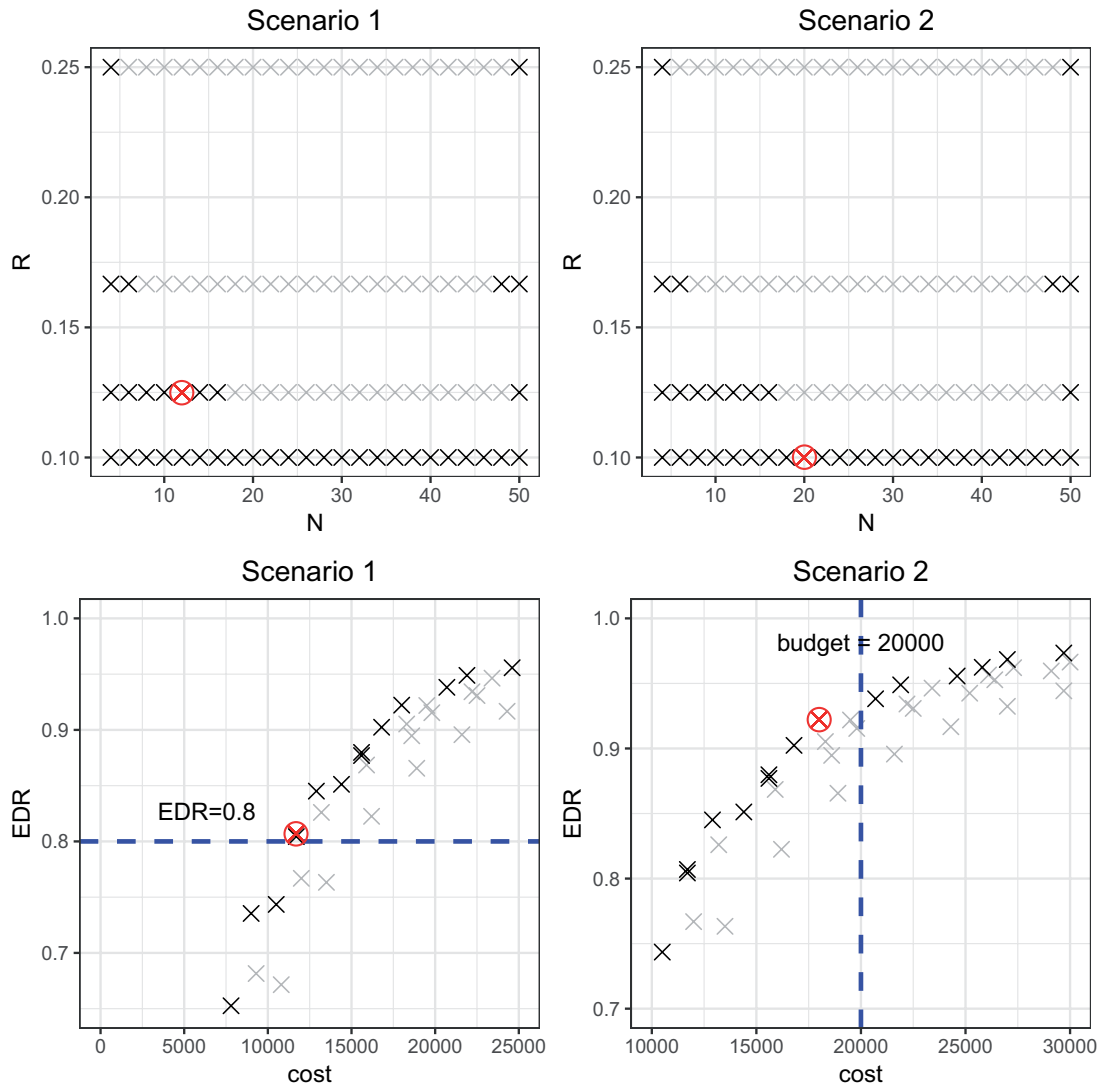 Scenario 1
0.25
0.20
0.15
0.10
R
10 20 30 40 50
N
Scenario 2
0.25
0.20
0.15
0.10
R
10 20 30 40 50
N
Scenario 1
1.0
0.9
0.8
0.7
EDR
EDR=0.8
0 5000 10000 15000 20000 25000
cost
Scenario 2
1.0
0.9
0.8
0.7
EDR
budget = 20000
10000 15000 20000 25000 30000
cost